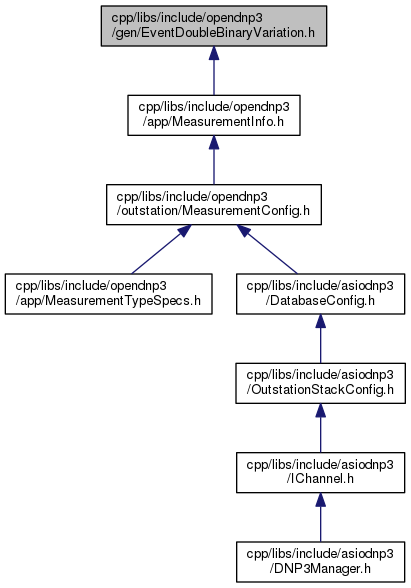 cpp/libs/include/opendnp3
/gen/EventDoubleBinaryVariation.h
cpp/libs/include/opendnp3
/app/MeasurementInfo.h
cpp/libs/include/opendnp3
/outstation/MeasurementConfig.h
cpp/libs/include/opendnp3
/app/MeasurementTypeSpecs.h
cpp/libs/include/asiodnp3
/DatabaseConfig.h
cpp/libs/include/asiodnp3
/OutstationStackConfig.h
cpp/libs/include/asiodnp3
/IChannel.h
cpp/libs/include/asiodnp3
/DNP3Manager.h